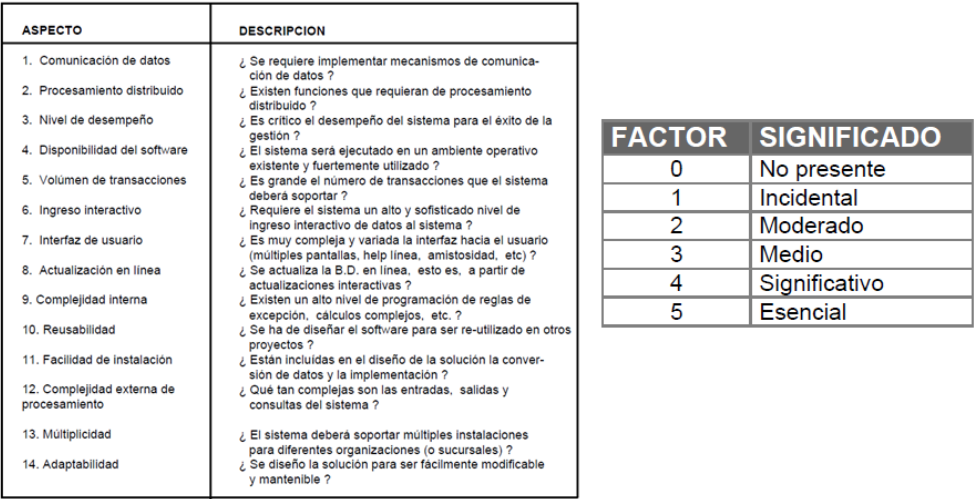 ASPECTO DESCRIPCION
1. Comunicación de datos ¿ Se requiere implementar mecanismos de comunica-
ción de datos ?
2. Procesamiento distribuido ¿ Existen funciones que requieran de procesamiento
distribuido ?
3. Nivel de desempeño ¿ Es crítico el desempeño del sistema para el éxito de la
gestión ?
4. Disponibilidad del software ¿ El sistema será ejecutado en un ambiente operativo
existente y fuertemente utilizado ?
5. Volúmen de transacciones ¿ Es grande el número de transacciones que el sistema
deberá soportar ?
6. Ingreso interactivo ¿ Requiere el sistema un alto y sofisticado nivel de
ingreso interactivo de datos al sistema ?
7. Interfaz de usuario ¿ Es muy compleja y variada la interfaz hacia el usuario
(múltiples pantallas, help línea, amistosidad, etc) ?
8. Actualización en línea ¿ Se actualiza la B.D. en línea, esto es, a partir de
actualizaciones interactivas ?
9. Complejidad interna ¿ Existen un alto nivel de programación de reglas de
excepción, cálculos complejos, etc. ?
10. Reusabilidad ¿ Se ha de diseñar el software para ser re-utilizado en otros
proyectos ?
11. Facilidad de instalación ¿ Están incluídas en el diseño de la solución la conver-
sión de datos y la implementación ?
12. Complejidad externa de ¿ Qué tan complejas son las entradas, salidas y
procesamiento consultas del sistema ?
13. Múltiplicidad ¿ El sistema deberá soportar múltiples instalaciones
para diferentes organizaciones (o sucursales) ?
14. Adaptabilidad ¿ Se diseño la solución para ser fácilmente modificable
y mantenible ?
FACTOR SIGNIFICADO
0 No presente
1 Incidental
2 Moderado
3 Medio
4 Significativo
5 Esencial